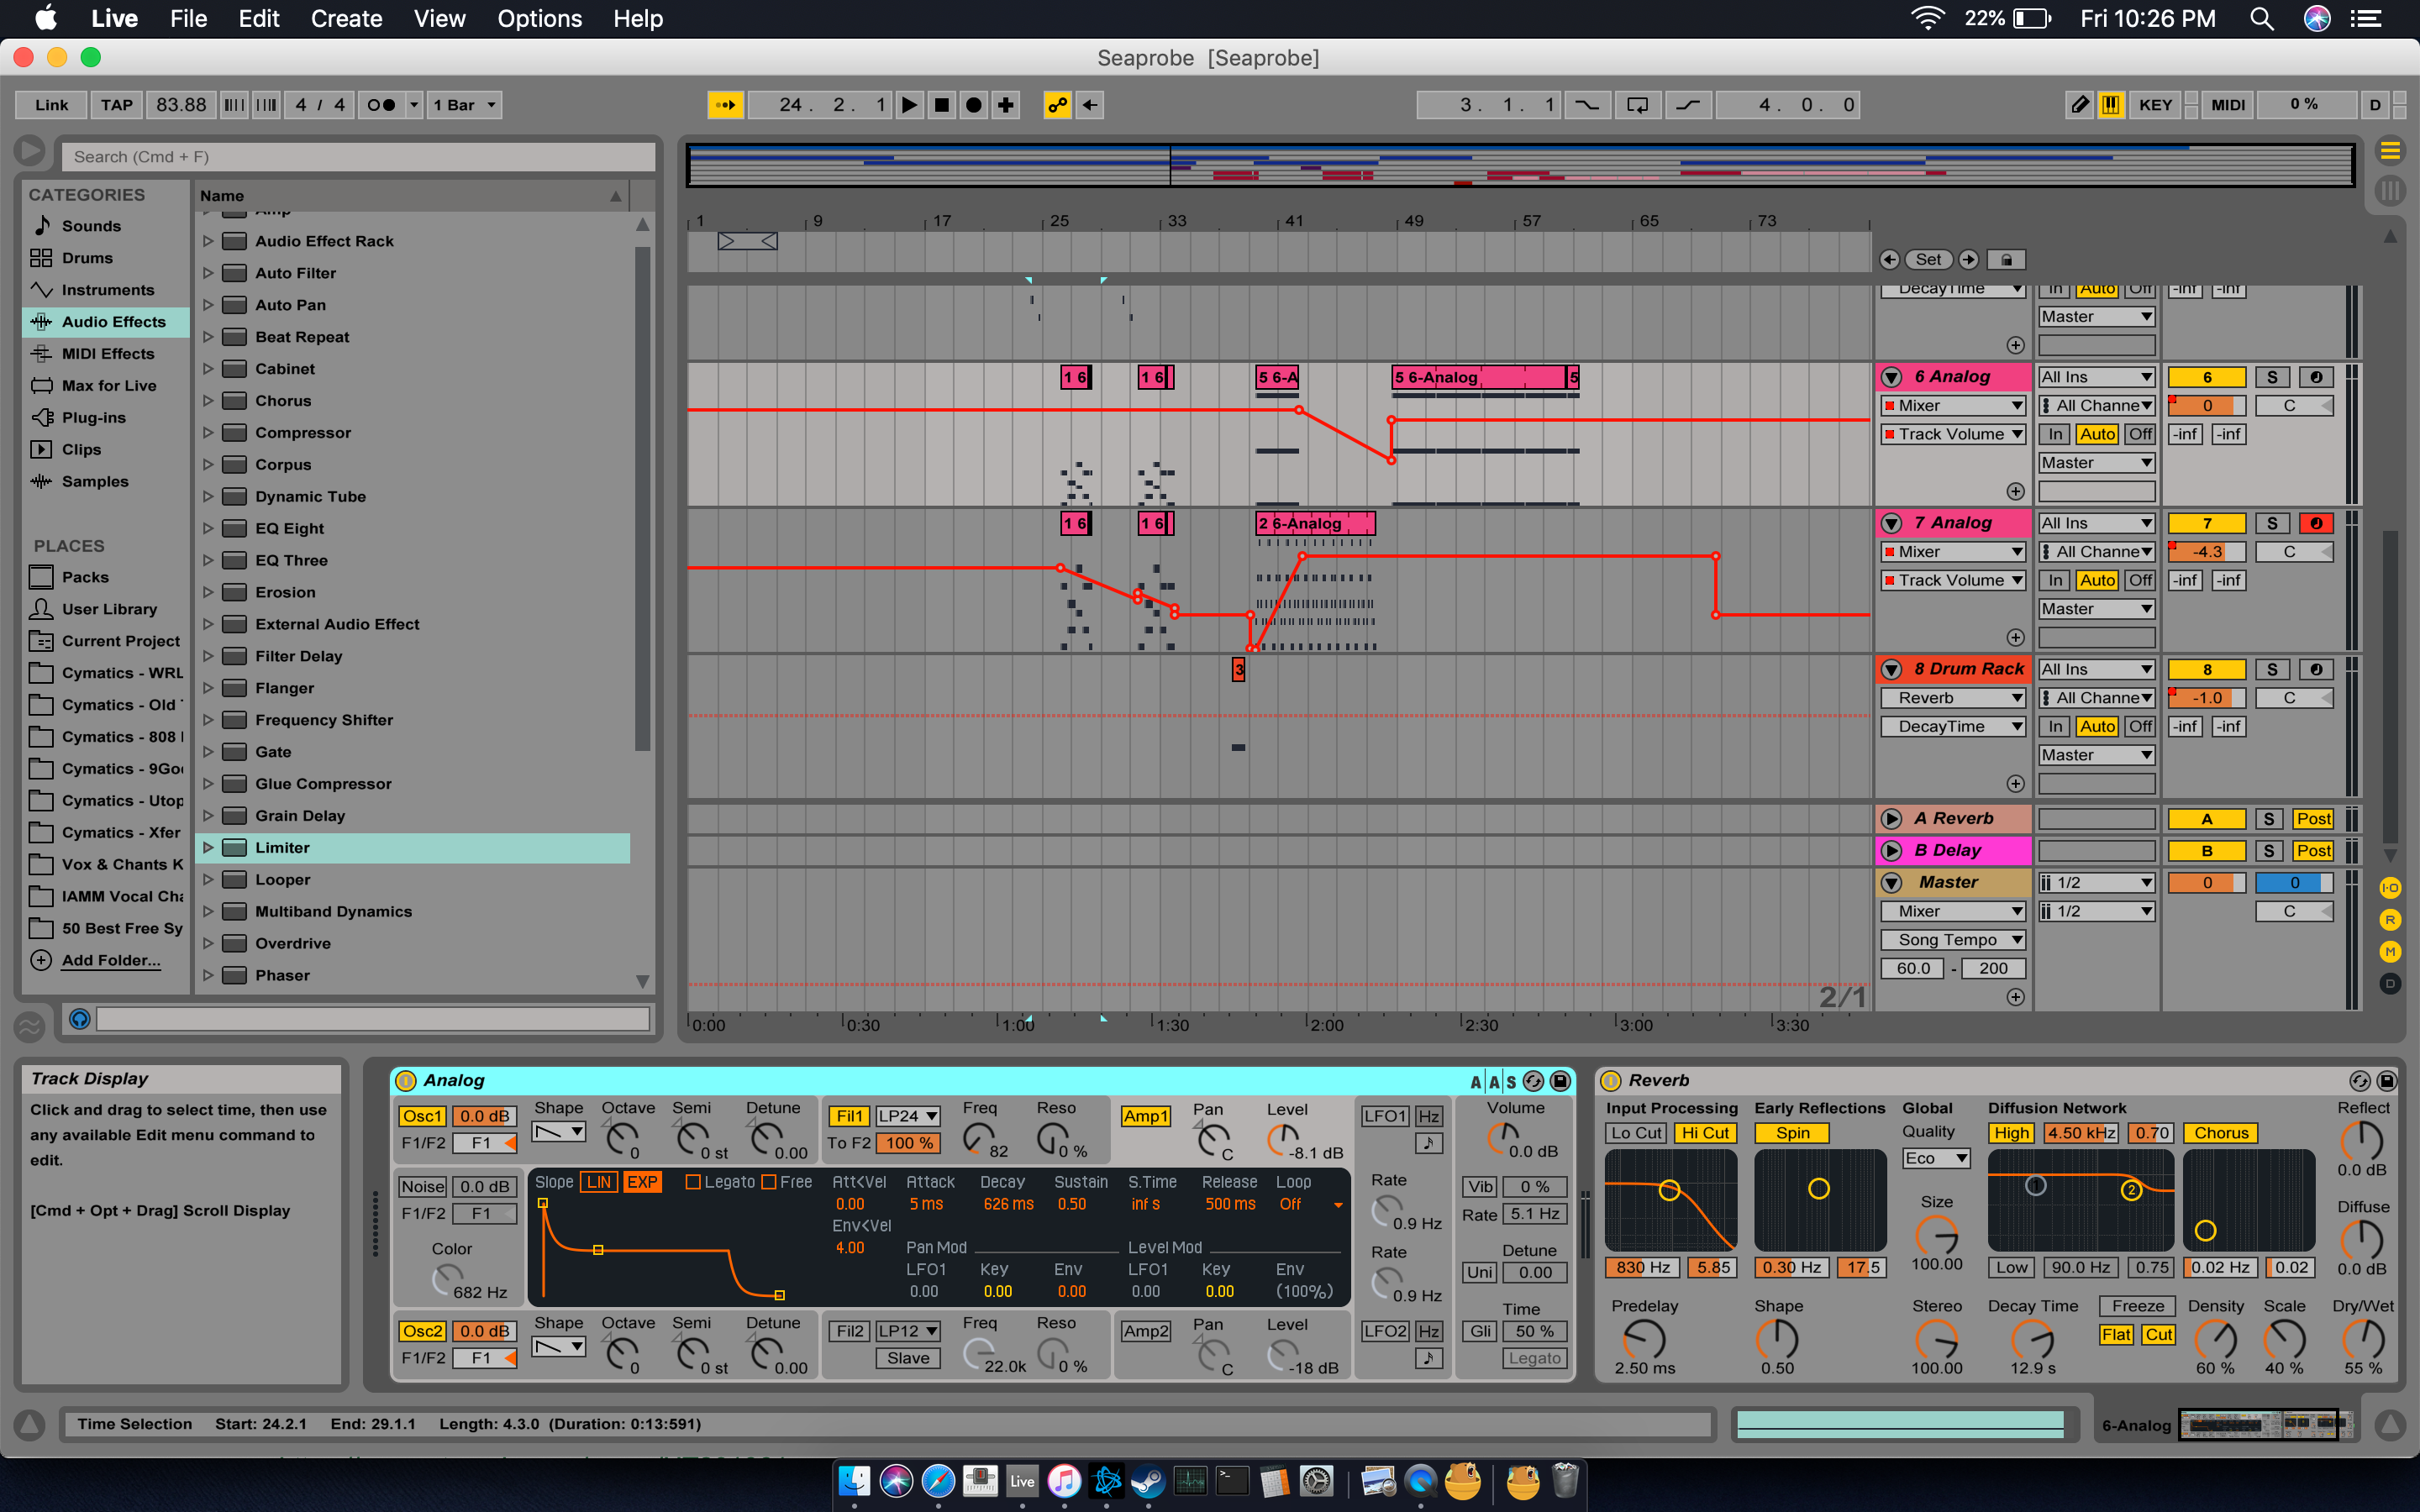 Live File Edit Create View Options Help 22% Fri 10:26 PM
Seaprobe [Seaprobe]
Link TAP 83.88 4 / 4 1 Bar 24. 2. 1 3. 1. 1 4. 0. 0 KEY MIDI 0 % D
Search (Cmd + F)
CATEGORIES
Sounds
Drums
Instruments
Audio Effects
MIDI Effects
Max for Live
Plug-ins
Clips
Samples
PLACES
Packs
User Library
Current Project
Cymatics - WRL
Cymatics - Old
Cymatics - 808
Cymatics - 9Go
Cymatics - Utop
Cymatics - Xfer
Vox & Chants K
IAMM Vocal Cha
50 Best Free Sy
Add Folder...
Name
Amp
Audio Effect Rack
Auto Filter
Auto Pan
Beat Repeat
Cabinet
Chorus
Compressor
Corpus
Dynamic Tube
EQ Eight
EQ Three
Erosion
External Audio Effect
Filter Delay
Flanger
Frequency Shifter
Gate
Glue Compressor
Grain Delay
Limiter
Looper
Multiband Dynamics
Overdrive
Phaser
1 9 17 25 33 41 49 57 65 73
Set
DecayTime In Auto Off -inf -inf
Master
1 6 1 6 5 6-A 5 6-Analog 5 6 Analog All Ins 6 S
Mixer All Channe 0 C
Track Volume In Auto Off -inf -inf
Master
1 6 1 6 2 6-Analog 7 Analog All Ins 7 S
Mixer All Channe -4.3 C
Track Volume In Auto Off -inf -inf
Master
3 8 Drum Rack All Ins 8 S
Reverb All Channe -1.0 C
DecayTime In Auto Off -inf -inf
Master
A Reverb A S Post
B Delay B S Post
Master 1/2 0 0
Mixer 1/2 C
Song Tempo
60.0 - 200
2/1
0:00 0:30 1:00 1:30 2:00 2:30 3:00 3:30
I·O
R
M
D
Track Display
Click and drag to select time, then use
any available Edit menu command to
edit.
[Cmd + Opt + Drag] Scroll Display
Analog A A S
Osc1 0.0 dB Shape Octave Semi Detune Fil1 LP24 Freq Reso Amp1 Pan Level LFO1 Hz Volume
F1/F2 F1 0 0 st 0.00 To F2 100 % 82 0 % C -8.1 dB 0.0 dB
Noise 0.0 dB Slope LIN EXP Legato Free Att<Vel Attack Decay Sustain S.Time Release Loop Rate Vib 0 %
F1/F2 F1 0.00 5 ms 626 ms 0.50 inf s 500 ms Off 0.9 Hz Rate 5.1 Hz
Color Env<Vel
682 Hz 4.00 Pan Mod Level Mod Rate Detune
LFO1 Key Env LFO1 Key Env Uni 0.00
0.00 0.00 0.00 0.00 0.00 (100%) 0.9 Hz
Osc2 0.0 dB Shape Octave Semi Detune Fil2 LP12 Freq Reso Amp2 Pan Level LFO2 Hz Time Gli 50 %
F1/F2 F1 0 0 st 0.00 Slave 22.0k 0 % C -18 dB Legato
Reverb
Input Processing Early Reflections Global Diffusion Network Reflect
Lo Cut Hi Cut Spin Quality High 4.50 kHz 0.70 Chorus
Eco 1 2 0.0 dB
Size Diffuse
830 Hz 5.85 0.30 Hz 17.5 100.00 Low 90.0 Hz 0.75 0.02 Hz 0.02 0.0 dB
Predelay Shape Stereo Decay Time Freeze Density Scale Dry/Wet
Flat Cut
2.50 ms 0.50 100.00 12.9 s 60 % 40 % 55 %
Time Selection Start: 24.2.1 End: 29.1.1 Length: 4.3.0 (Duration: 0:13:591)
6-Analog
Live